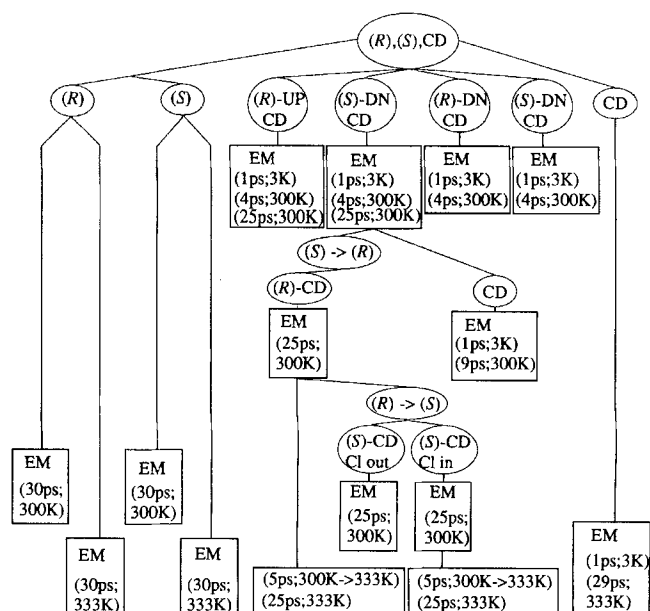 (R),(S),CD
(R)
(S)
(R)-UP
CD
(S)-DN
CD
(R)-DN
CD
(S)-DN
CD
CD
EM
(1ps;3K)
(4ps;300K)
(25ps;300K)
EM
(1ps;3K)
(4ps;300K)
(25ps;300K)
EM
(1ps;3K)
(4ps;300K)
EM
(1ps;3K)
(4ps;300K)
(S) -> (R)
(R)-CD
CD
EM
(25ps;
300K)
EM
(1ps;3K)
(9ps;300K)
(R) -> (S)
(S)-CD
Cl out
(S)-CD
Cl in
EM
(30ps;
300K)
EM
(30ps;
300K)
EM
(25ps;
300K)
EM
(25ps;
300K)
EM
(30ps;
333K)
EM
(30ps;
333K)
(5ps;300K->333K)
(25ps;333K)
(5ps;300K->333K)
(25ps;333K)
EM
(1ps;3K)
(29ps;
333K)